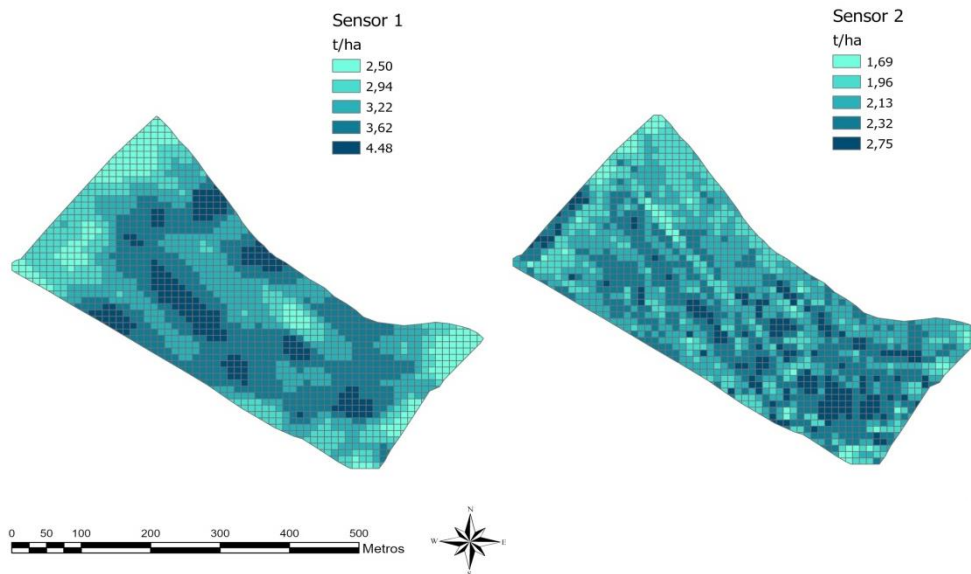 Sensor 1
t/ha
2,50
2,94
3,22
3,62
4.48
Sensor 2
t/ha
1,69
1,96
2,13
2,32
2,75
0 50 100 200 300 400 500
Metros
N
W E
S